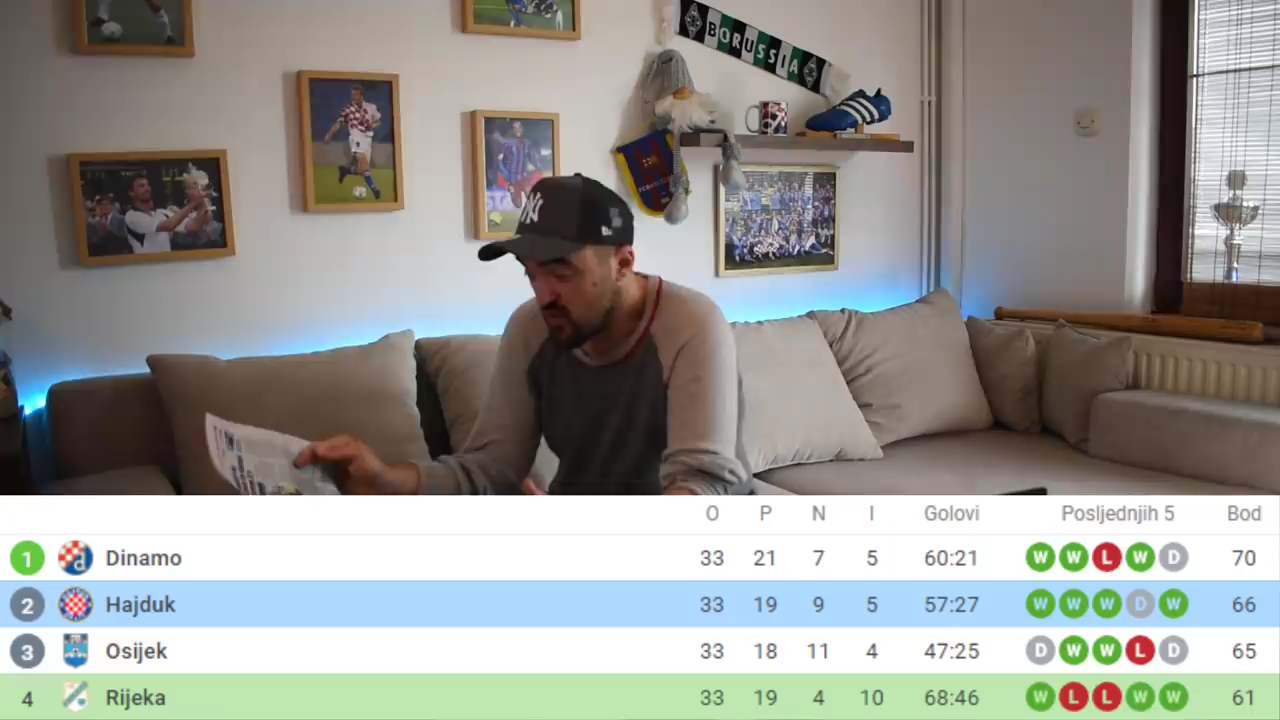 BORUSSIA
NY
O P N I Golovi Posljednjih 5 Bod
1 Dinamo 33 21 7 5 60:21 W W L W D 70
2 Hajduk 33 19 9 5 57:27 W W W D W 66
3 Osijek 33 18 11 4 47:25 D W W L D 65
4 Rijeka 33 19 4 10 68:46 W L L W W 61